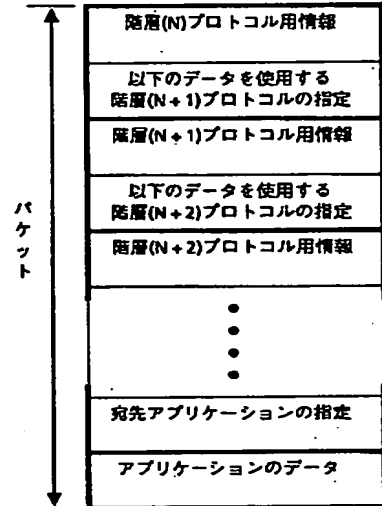 階層(N)プロトコル用情報
以下のデータを使用する
階層(N+1)プロトコルの指定
階層(N+1)プロトコル用情報
以下のデータを使用する
階層(N+2)プロトコルの指定
階層(N+2)プロトコル用情報
パケット
宛先アプリケーションの指定
アプリケーションのデータ